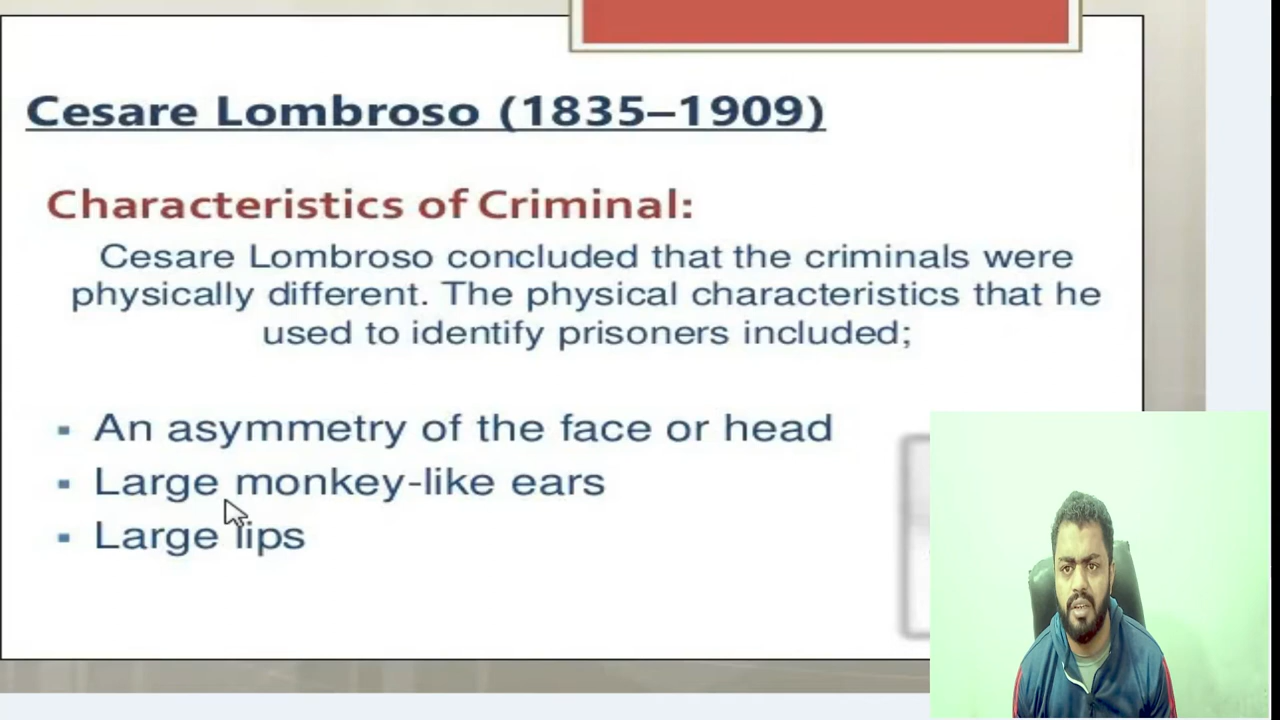 Cesare Lombroso (1835–1909)
Characteristics of Criminal:
Cesare Lombroso concluded that the criminals were
physically different. The physical characteristics that he
used to identify prisoners included;
▪ An asymmetry of the face or head
▪ Large monkey-like ears
▪ Large lips